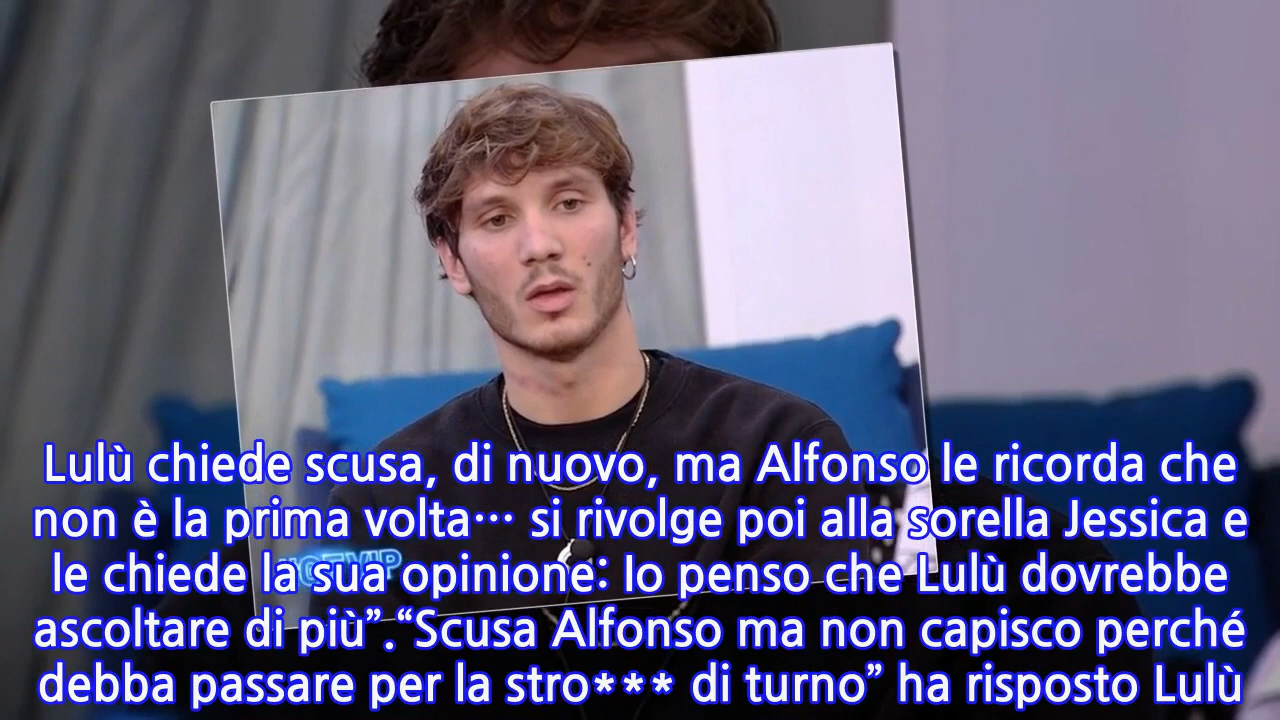 Lulù chiede scusa, di nuovo, ma Alfonso le ricorda che
non è la prima volta… si rivolge poi alla sorella Jessica e
le chiede la sua opinione: Io penso che Lulù dovrebbe
ascoltare di più”.“Scusa Alfonso ma non capisco perché
debba passare per la stro*** di turno” ha risposto Lulù